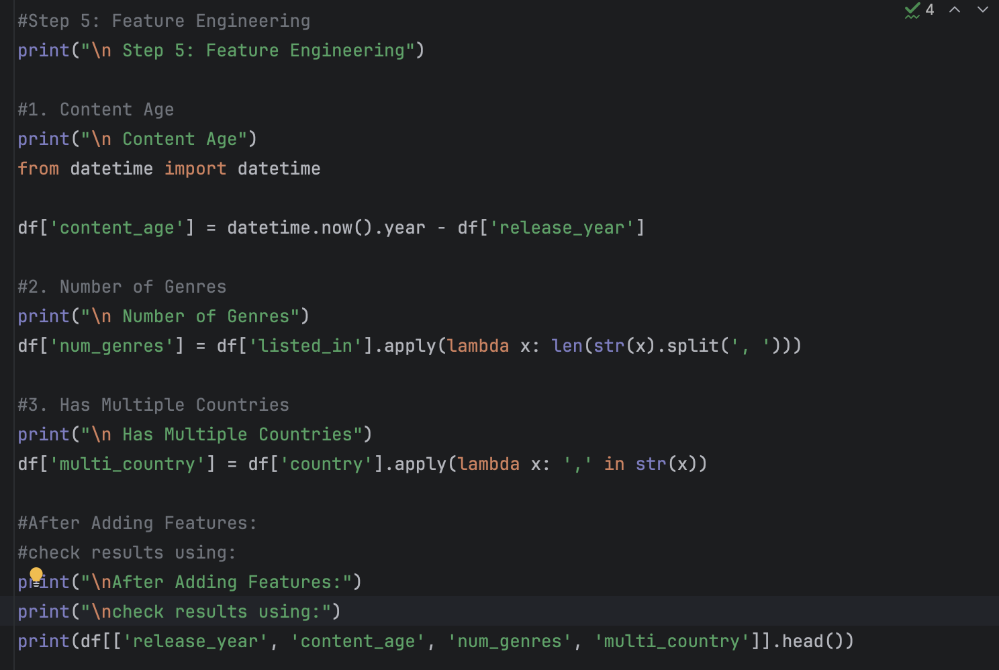 4
#Step 5: Feature Engineering
print("\n Step 5: Feature Engineering")
#1. Content Age
print("\n Content Age")
from datetime import datetime
df['content_age'] = datetime.now().year - df['release_year']
#2. Number of Genres
print("\n Number of Genres")
df['num_genres'] = df['listed_in'].apply(lambda x: len(str(x).split(', ')))
#3. Has Multiple Countries
print("\n Has Multiple Countries")
df['multi_country'] = df['country'].apply(lambda x: ',' in str(x))
#After Adding Features:
#check results using:
print("\nAfter Adding Features:")
print("\ncheck results using:")
print(df[['release_year', 'content_age', 'num_genres', 'multi_country']].head())